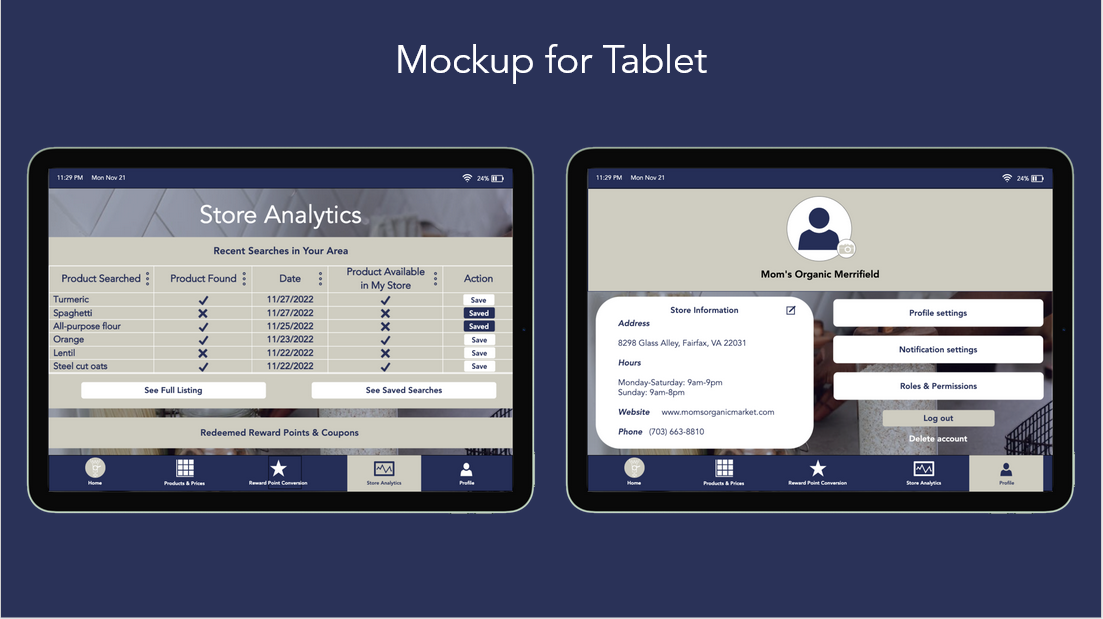 Mockup for Tablet
11:29 PM Mon Nov 21 24%
Store Analytics
Recent Searches in Your Area
Product Searched Product Found Date Product Available in My Store Action
Turmeric 11/27/2022 Save
Spaghetti 11/27/2022 Saved
All-purpose flour 11/25/2022 Saved
Orange 11/23/2022 Save
Lentil 11/22/2022 Save
Steel cut oats 11/22/2022 Save
See Full Listing See Saved Searches
Redeemed Reward Points & Coupons
Home Products & Prices Reward Point Conversion Store Analytics Profile
11:29 PM Mon Nov 21 24%
Mom's Organic Merrifield
Store Information
Address
8298 Glass Alley, Fairfax, VA 22031
Hours
Monday-Saturday: 9am-9pm
Sunday: 9am-8pm
Website www.momsorganicmarket.com
Phone (703) 663-8810
Profile settings
Notification settings
Roles & Permissions
Log out
Delete account
Home Products & Prices Reward Point Conversion Store Analytics Profile